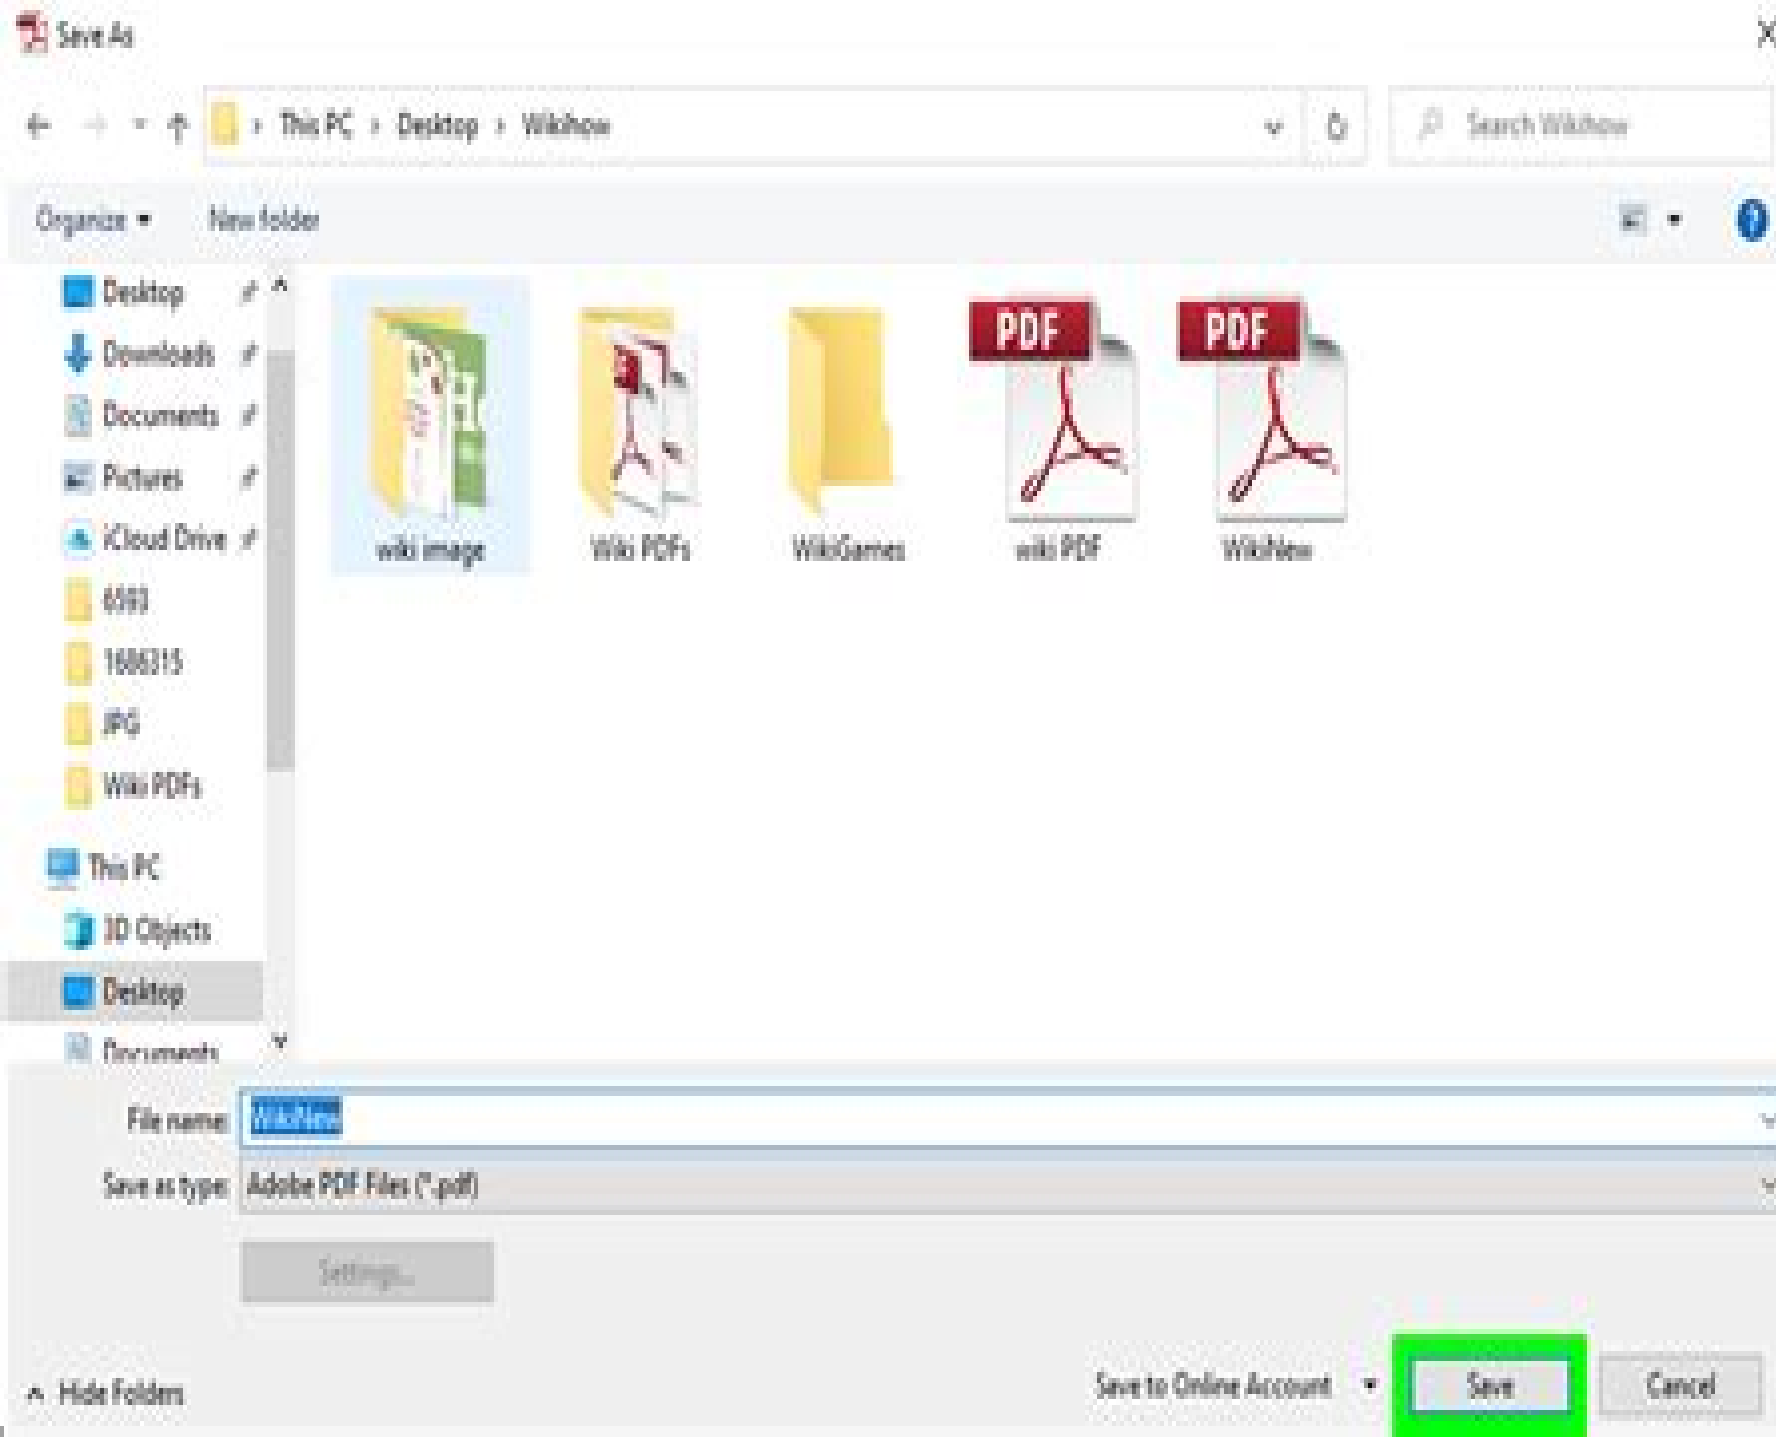 Save As
This PC > Desktop > Wikihow
Search Wikihow
Organize
New folder
Desktop
Downloads
Documents
Pictures
iCloud Drive
6593
1686315
JPG
Wiki PDFs
This PC
3D Objects
Desktop
Documents
PDF
PDF
wiki image
Wiki PDFs
WikiGames
wiki PDF
WikiNew
File name:
WikiNew
Save as type:
Adobe PDF Files (*.pdf)
Settings...
Hide Folders
Save to Online Account
Save
Cancel